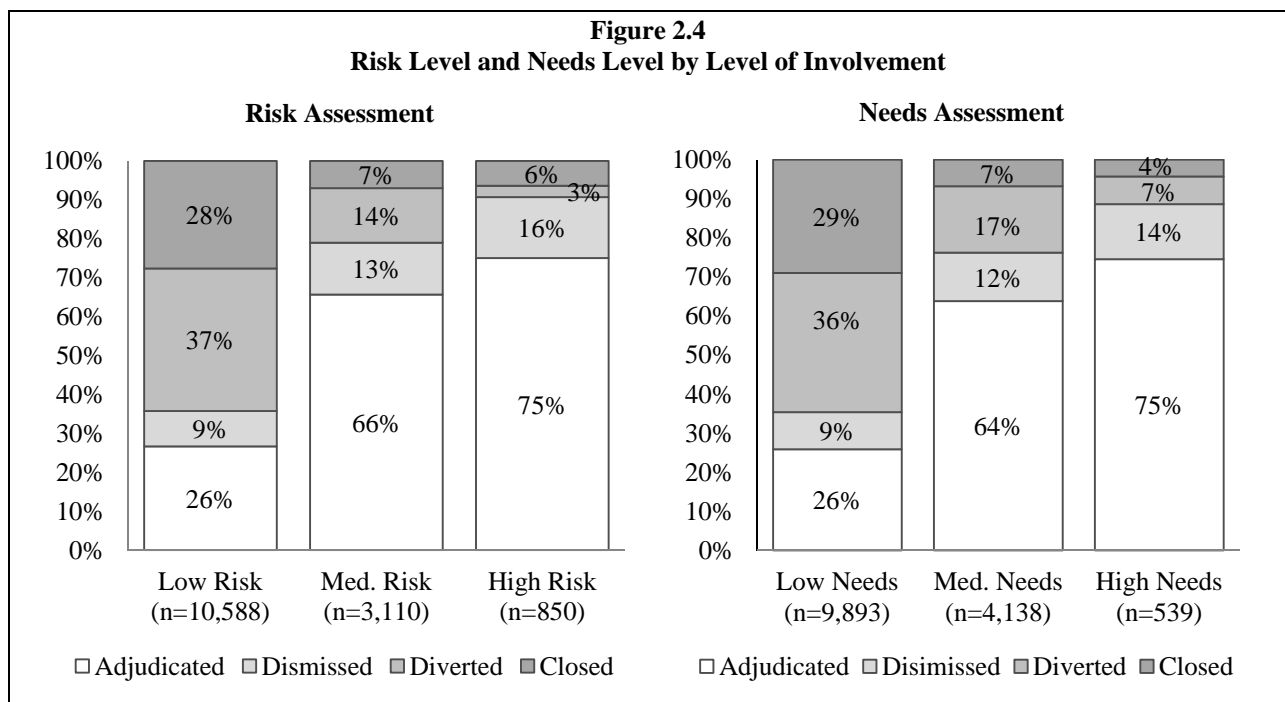 Figure 2.4
Risk Level and Needs Level by Level of Involvement
Risk Assessment
100%
90%
80%
70%
60%
50%
40%
30%
20%
10%
0%
28%
37%
9%
26%
7%
14%
13%
66%
6%
3%
16%
75%
Low Risk
(n=10,588)
Med. Risk
(n=3,110)
High Risk
(n=850)
Adjudicated Dismissed Diverted Closed
Needs Assessment
100%
90%
80%
70%
60%
50%
40%
30%
20%
10%
0%
29%
36%
9%
26%
7%
17%
12%
64%
4%
7%
14%
75%
Low Needs
(n=9,893)
Med. Needs
(n=4,138)
High Needs
(n=539)
Adjudicated Disimissed Diverted Closed